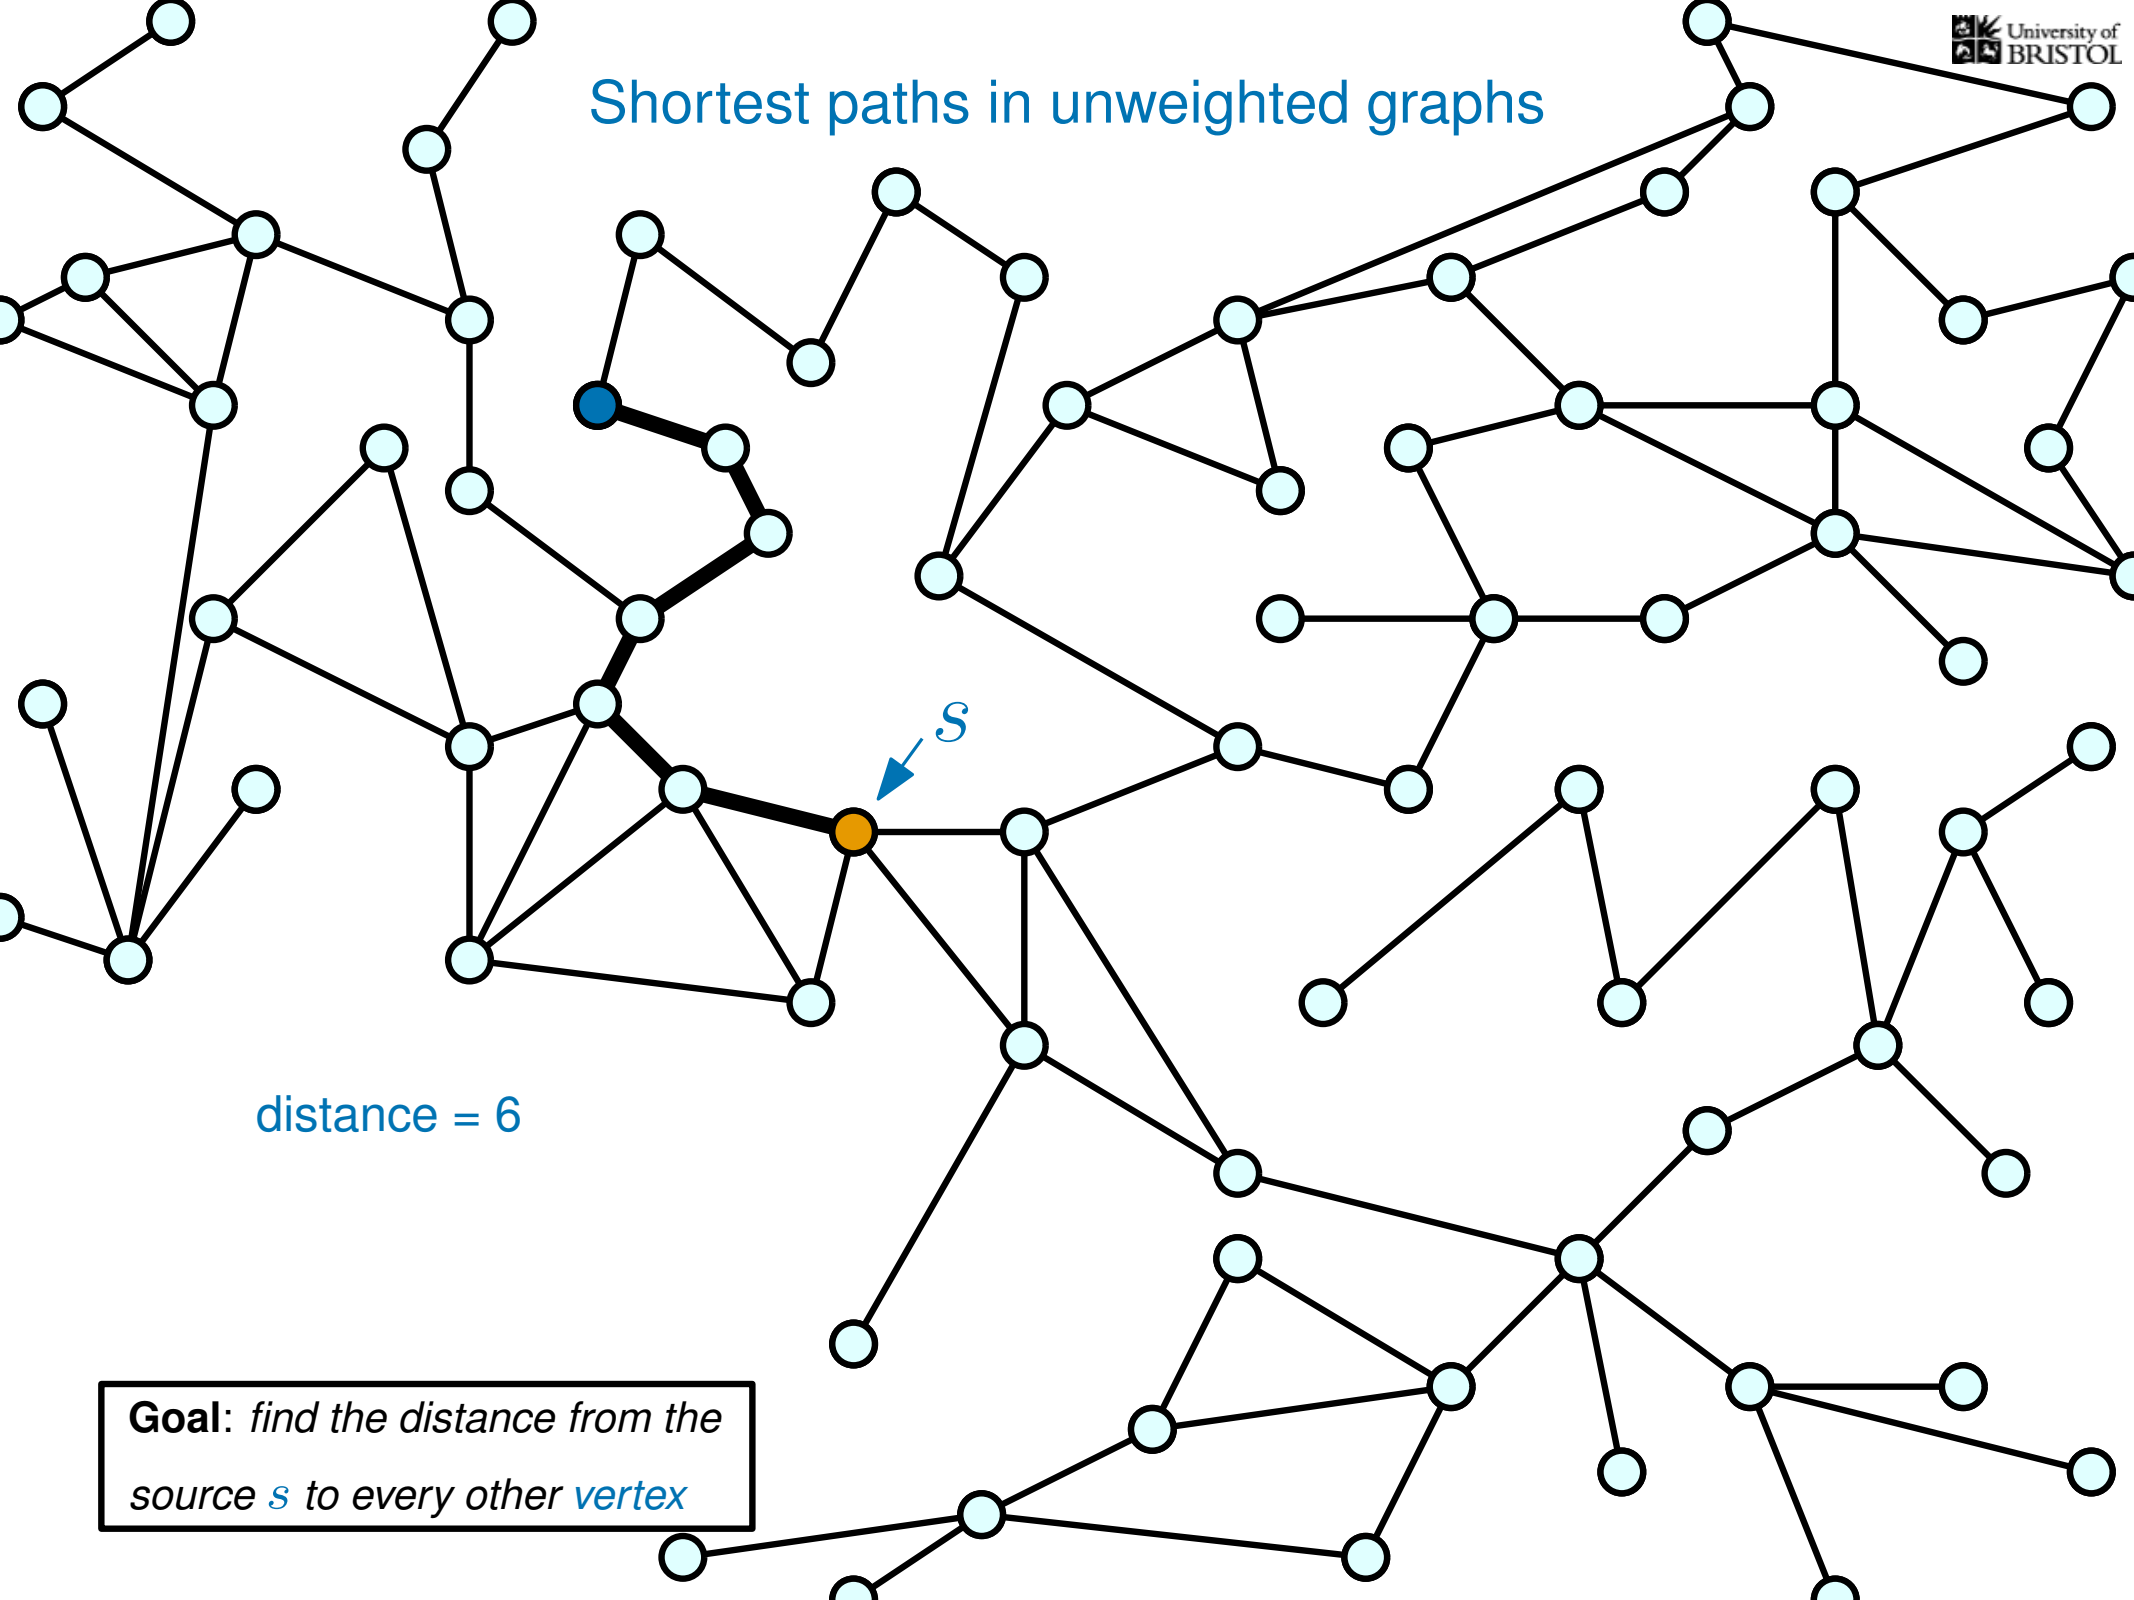 University of
BRISTOL
Shortest paths in unweighted graphs
s
distance = 6
Goal: find the distance from the
source s to every other vertex